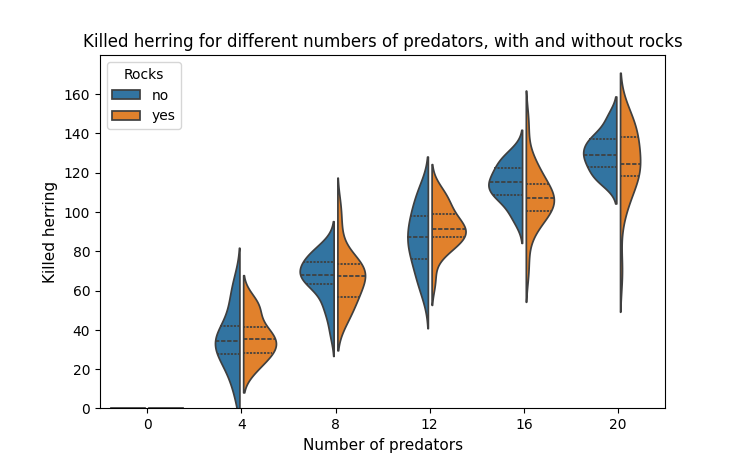 Killed herring for different numbers of predators, with and without rocks
Rocks
no
yes
160
140
120
100
80
60
40
20
0
Killed herring
0 4 8 12 16 20
Number of predators